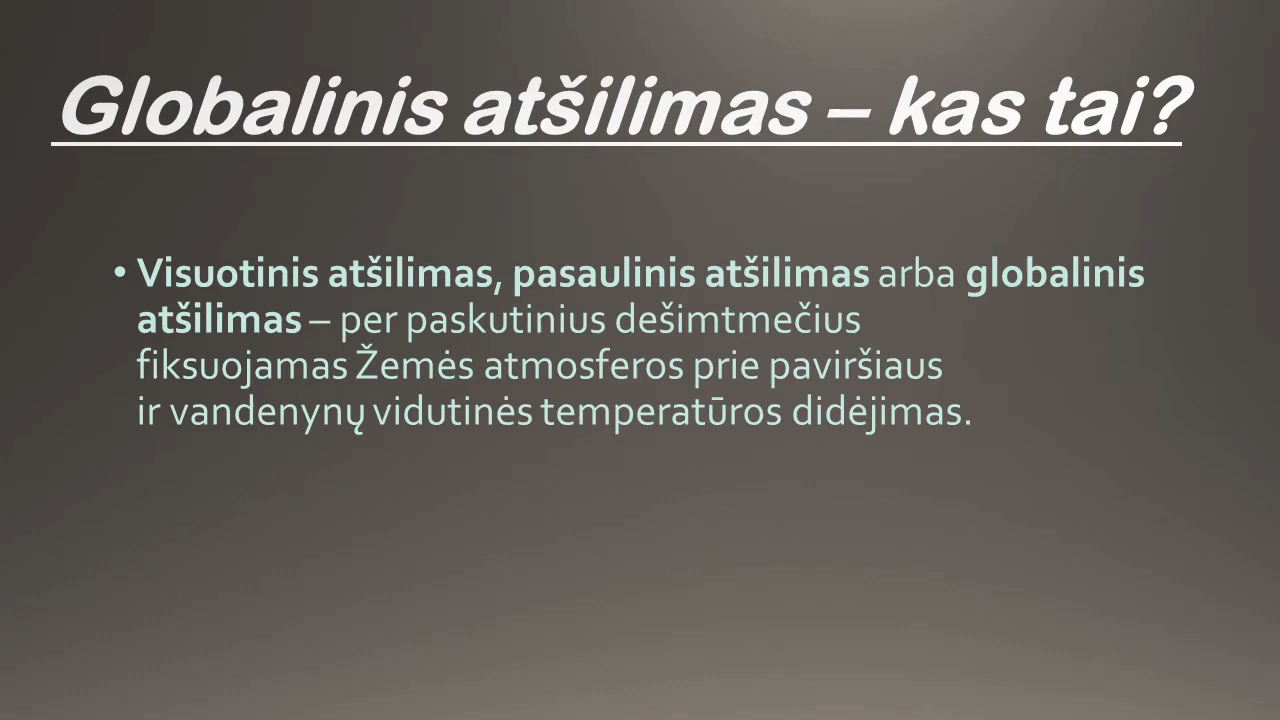 Globalinis atšilimas – kas tai?
• Visuotinis atšilimas, pasaulinis atšilimas arba globalinis
atšilimas – per paskutinius dešimtmečius
fiksuojamas Žemės atmosferos prie paviršiaus
ir vandenynų vidutinės temperatūros didėjimas.